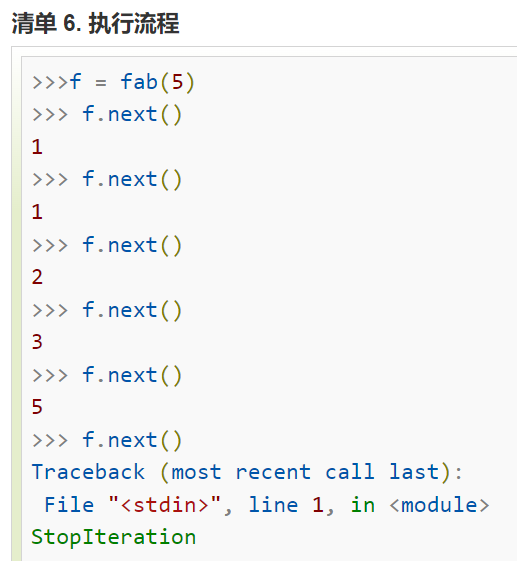 清单 6. 执行流程
>>>f = fab(5)
>>> f.next()
1
>>> f.next()
1
>>> f.next()
2
>>> f.next()
3
>>> f.next()
5
>>> f.next()
Traceback (most recent call last):
 File "<stdin>", line 1, in <module>
StopIteration